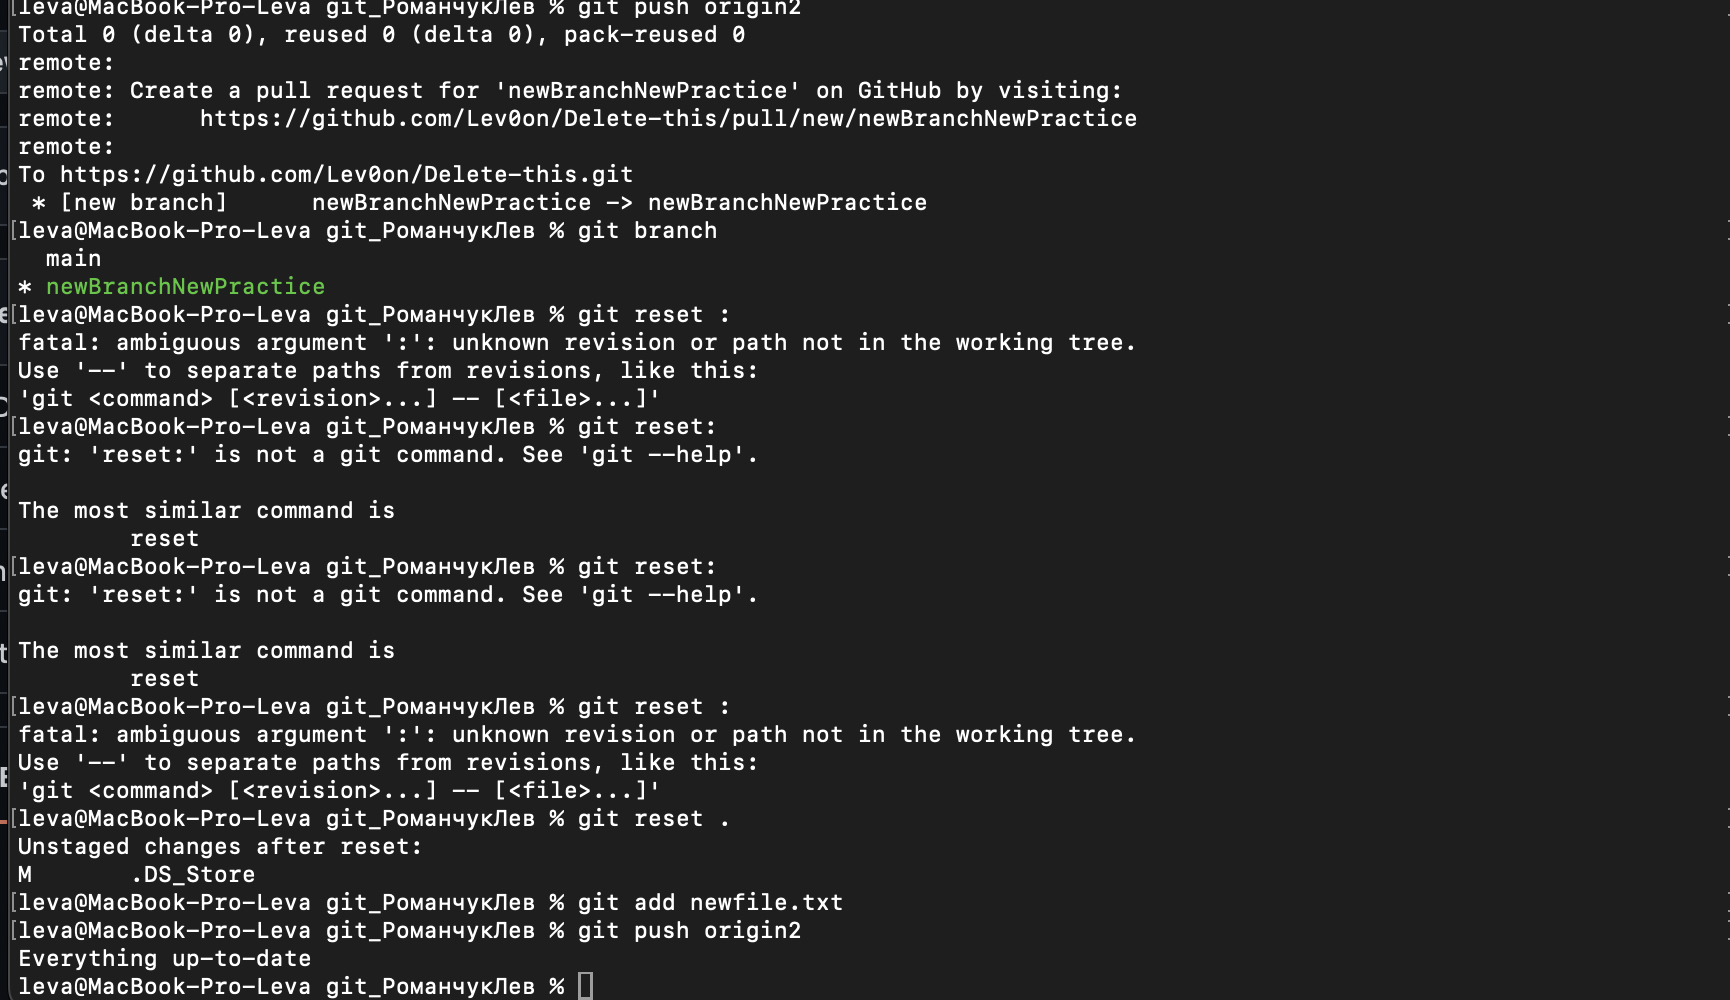 [leva@MacBook-Pro-Leva git_РоманчукЛев % git push origin2
Total 0 (delta 0), reused 0 (delta 0), pack-reused 0
remote:
remote: Create a pull request for 'newBranchNewPractice' on GitHub by visiting:
remote:      https://github.com/Lev0on/Delete-this/pull/new/newBranchNewPractice
remote:
To https://github.com/Lev0on/Delete-this.git
 * [new branch]      newBranchNewPractice -> newBranchNewPractice
[leva@MacBook-Pro-Leva git_РоманчукЛев % git branch
  main
* newBranchNewPractice
[leva@MacBook-Pro-Leva git_РоманчукЛев % git reset :
fatal: ambiguous argument ':': unknown revision or path not in the working tree.
Use '--' to separate paths from revisions, like this:
'git <command> [<revision>...] -- [<file>...]'
[leva@MacBook-Pro-Leva git_РоманчукЛев % git reset:
git: 'reset:' is not a git command. See 'git --help'.

The most similar command is
        reset
[leva@MacBook-Pro-Leva git_РоманчукЛев % git reset:
git: 'reset:' is not a git command. See 'git --help'.

The most similar command is
        reset
[leva@MacBook-Pro-Leva git_РоманчукЛев % git reset :
fatal: ambiguous argument ':': unknown revision or path not in the working tree.
Use '--' to separate paths from revisions, like this:
'git <command> [<revision>...] -- [<file>...]'
[leva@MacBook-Pro-Leva git_РоманчукЛев % git reset .
Unstaged changes after reset:
M       .DS_Store
[leva@MacBook-Pro-Leva git_РоманчукЛев % git add newfile.txt
[leva@MacBook-Pro-Leva git_РоманчукЛев % git push origin2
Everything up-to-date
leva@MacBook-Pro-Leva git_РоманчукЛев %